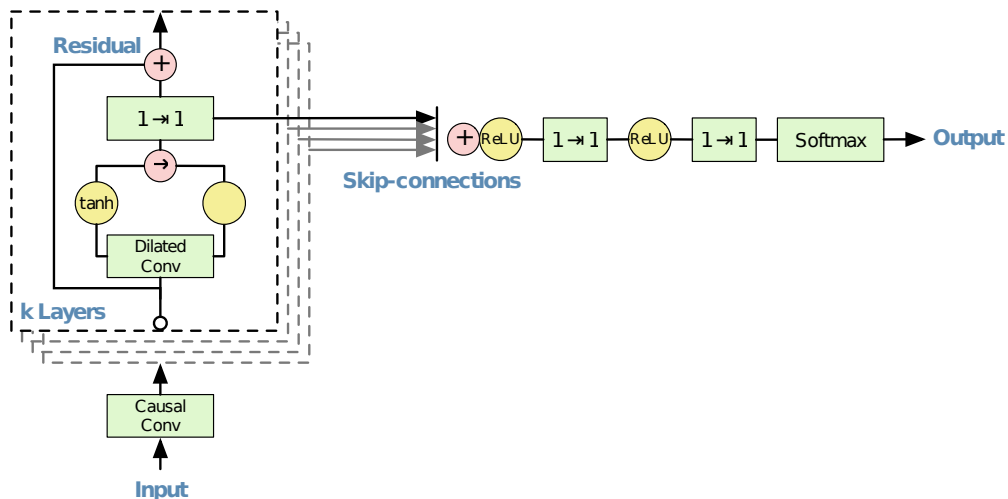 Residual
+
1→1
→
tanh
Dilated
Conv
k Layers
Causal
Conv
Input
Skip-connections
+
ReLU
1→1
ReLU
1→1
Softmax
Output